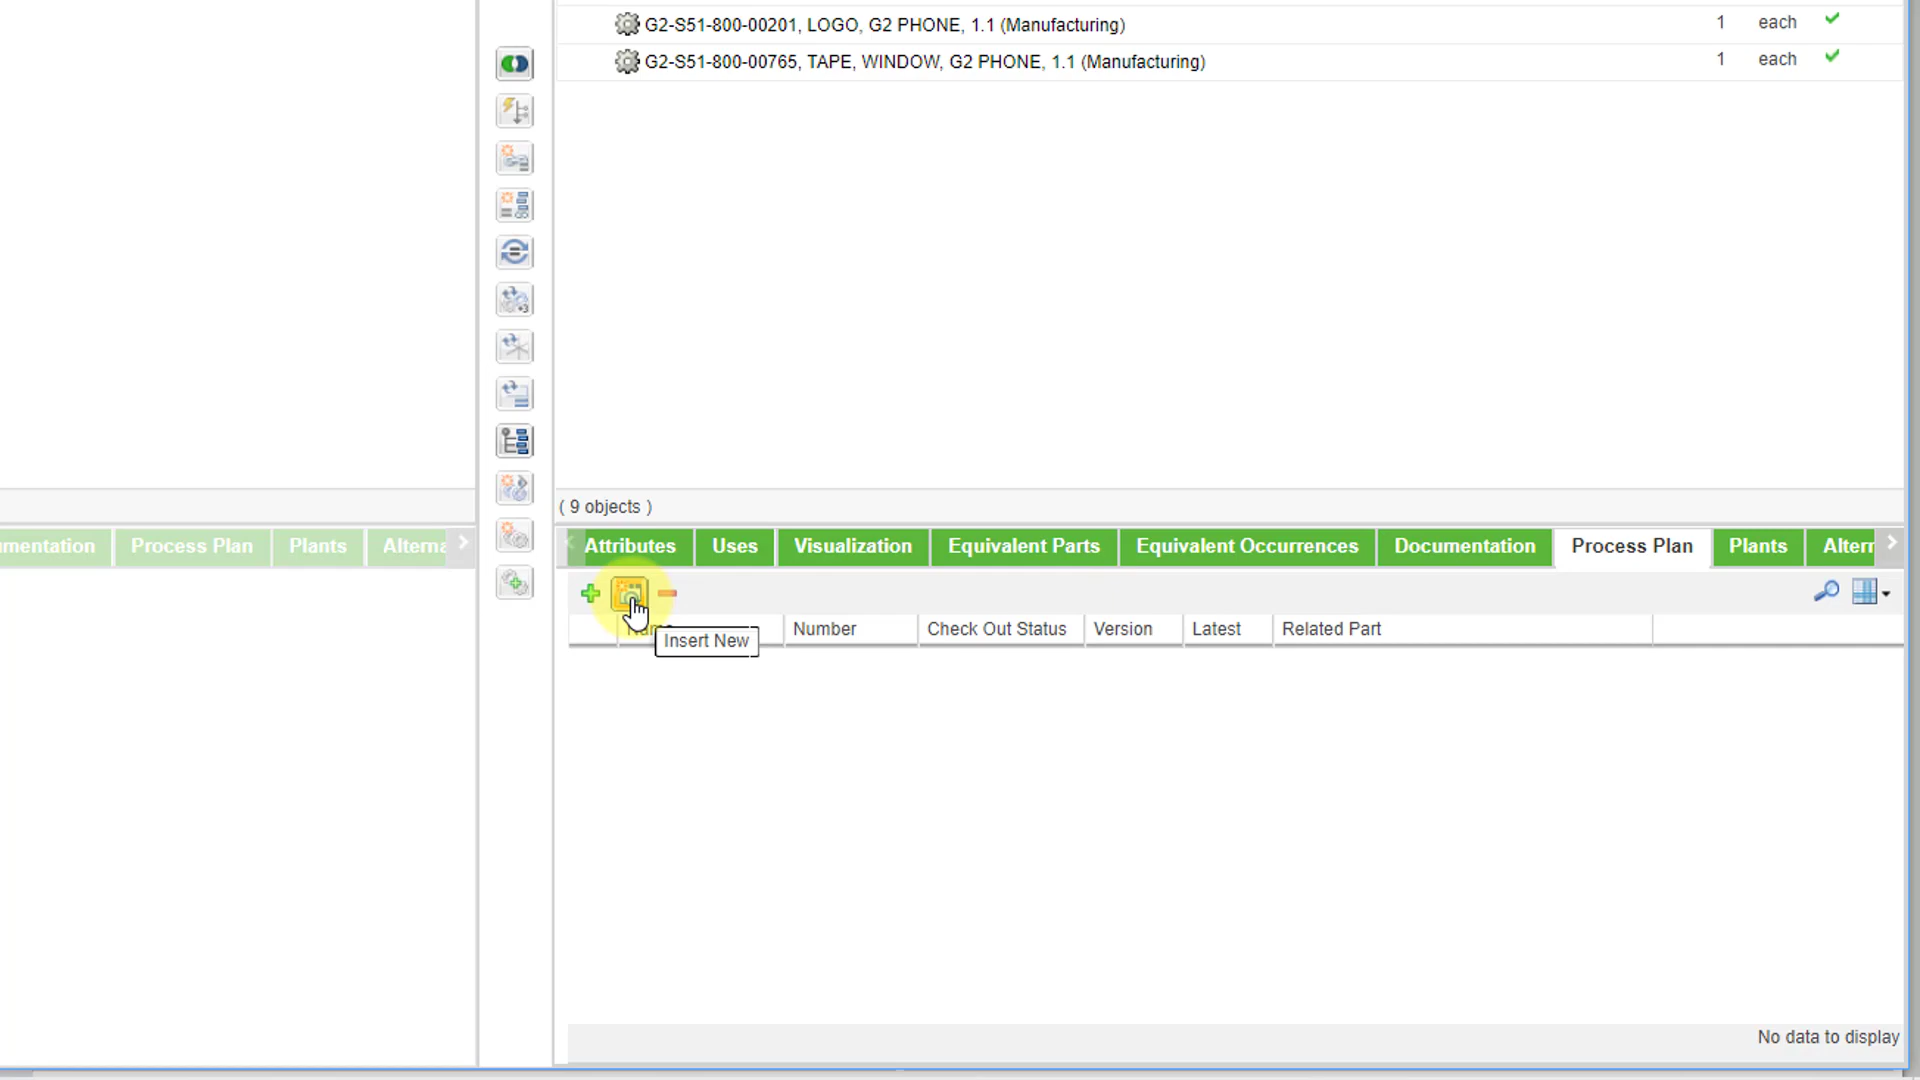 G2-S51-800-00201, LOGO, G2 PHONE, 1.1 (Manufacturing) 1 each
G2-S51-800-00765, TAPE, WINDOW, G2 PHONE, 1.1 (Manufacturing) 1 each
( 9 objects )
mentation Process Plan Plants Alterna
Attributes Uses Visualization Equivalent Parts Equivalent Occurrences Documentation Process Plan Plants Altern
Name Number Check Out Status Version Latest Related Part
Insert New
No data to display